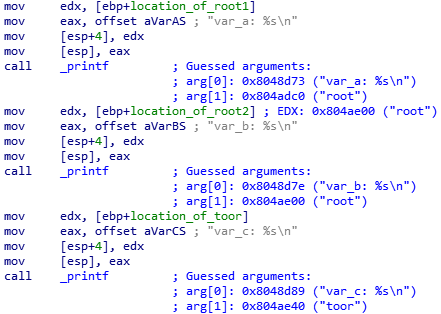 mov edx, [ebp+location_of_root1]
mov eax, offset aVarAS ; "var_a: %s\n"
mov [esp+4], edx
mov [esp], eax
call _printf ; Guessed arguments:
; arg[0]: 0x8048d73 ("var_a: %s\n")
; arg[1]: 0x804adc0 ("root")
mov edx, [ebp+location_of_root2] ; EDX: 0x804ae00 ("root")
mov eax, offset aVarBS ; "var_b: %s\n"
mov [esp+4], edx
mov [esp], eax
call _printf ; Guessed arguments:
; arg[0]: 0x8048d7e ("var_b: %s\n")
; arg[1]: 0x804ae00 ("root")
mov edx, [ebp+location_of_toor]
mov eax, offset aVarCS ; "var_c: %s\n"
mov [esp+4], edx
mov [esp], eax
call _printf ; Guessed arguments:
; arg[0]: 0x8048d89 ("var_c: %s\n")
; arg[1]: 0x804ae40 ("toor")